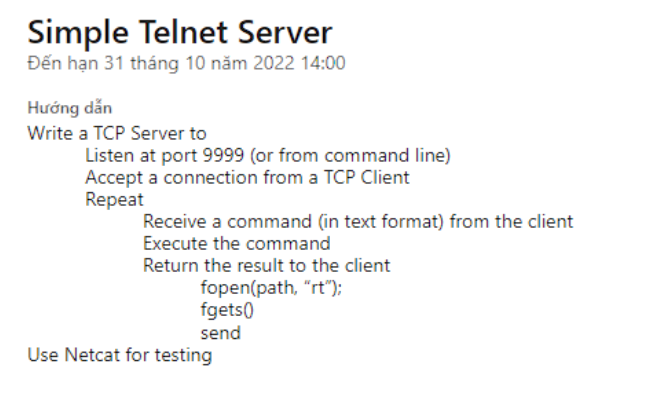 Simple Telnet Server
Đến hạn 31 tháng 10 năm 2022 14:00
Hướng dẫn
Write a TCP Server to
Listen at port 9999 (or from command line)
Accept a connection from a TCP Client
Repeat
Receive a command (in text format) from the client
Execute the command
Return the result to the client
fopen(path, “rt”);
fgets()
send
Use Netcat for testing